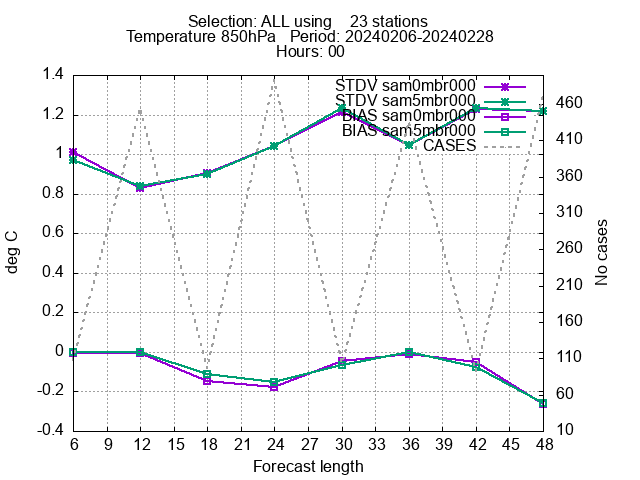 Selection: ALL using    23 stations
Temperature 850hPa   Period: 20240206-20240228
Hours: 00
STDV sam0mbr000
STDV sam5mbr000
BIAS sam0mbr000
BIAS sam5mbr000
CASES
1.4
1.2
1
0.8
0.6
0.4
0.2
0
-0.2
-0.4
deg C
460
410
360
310
260
210
160
110
60
10
No cases
6 12 15 18 21 24 27 30 33 36 39 42 45 48
Forecast length